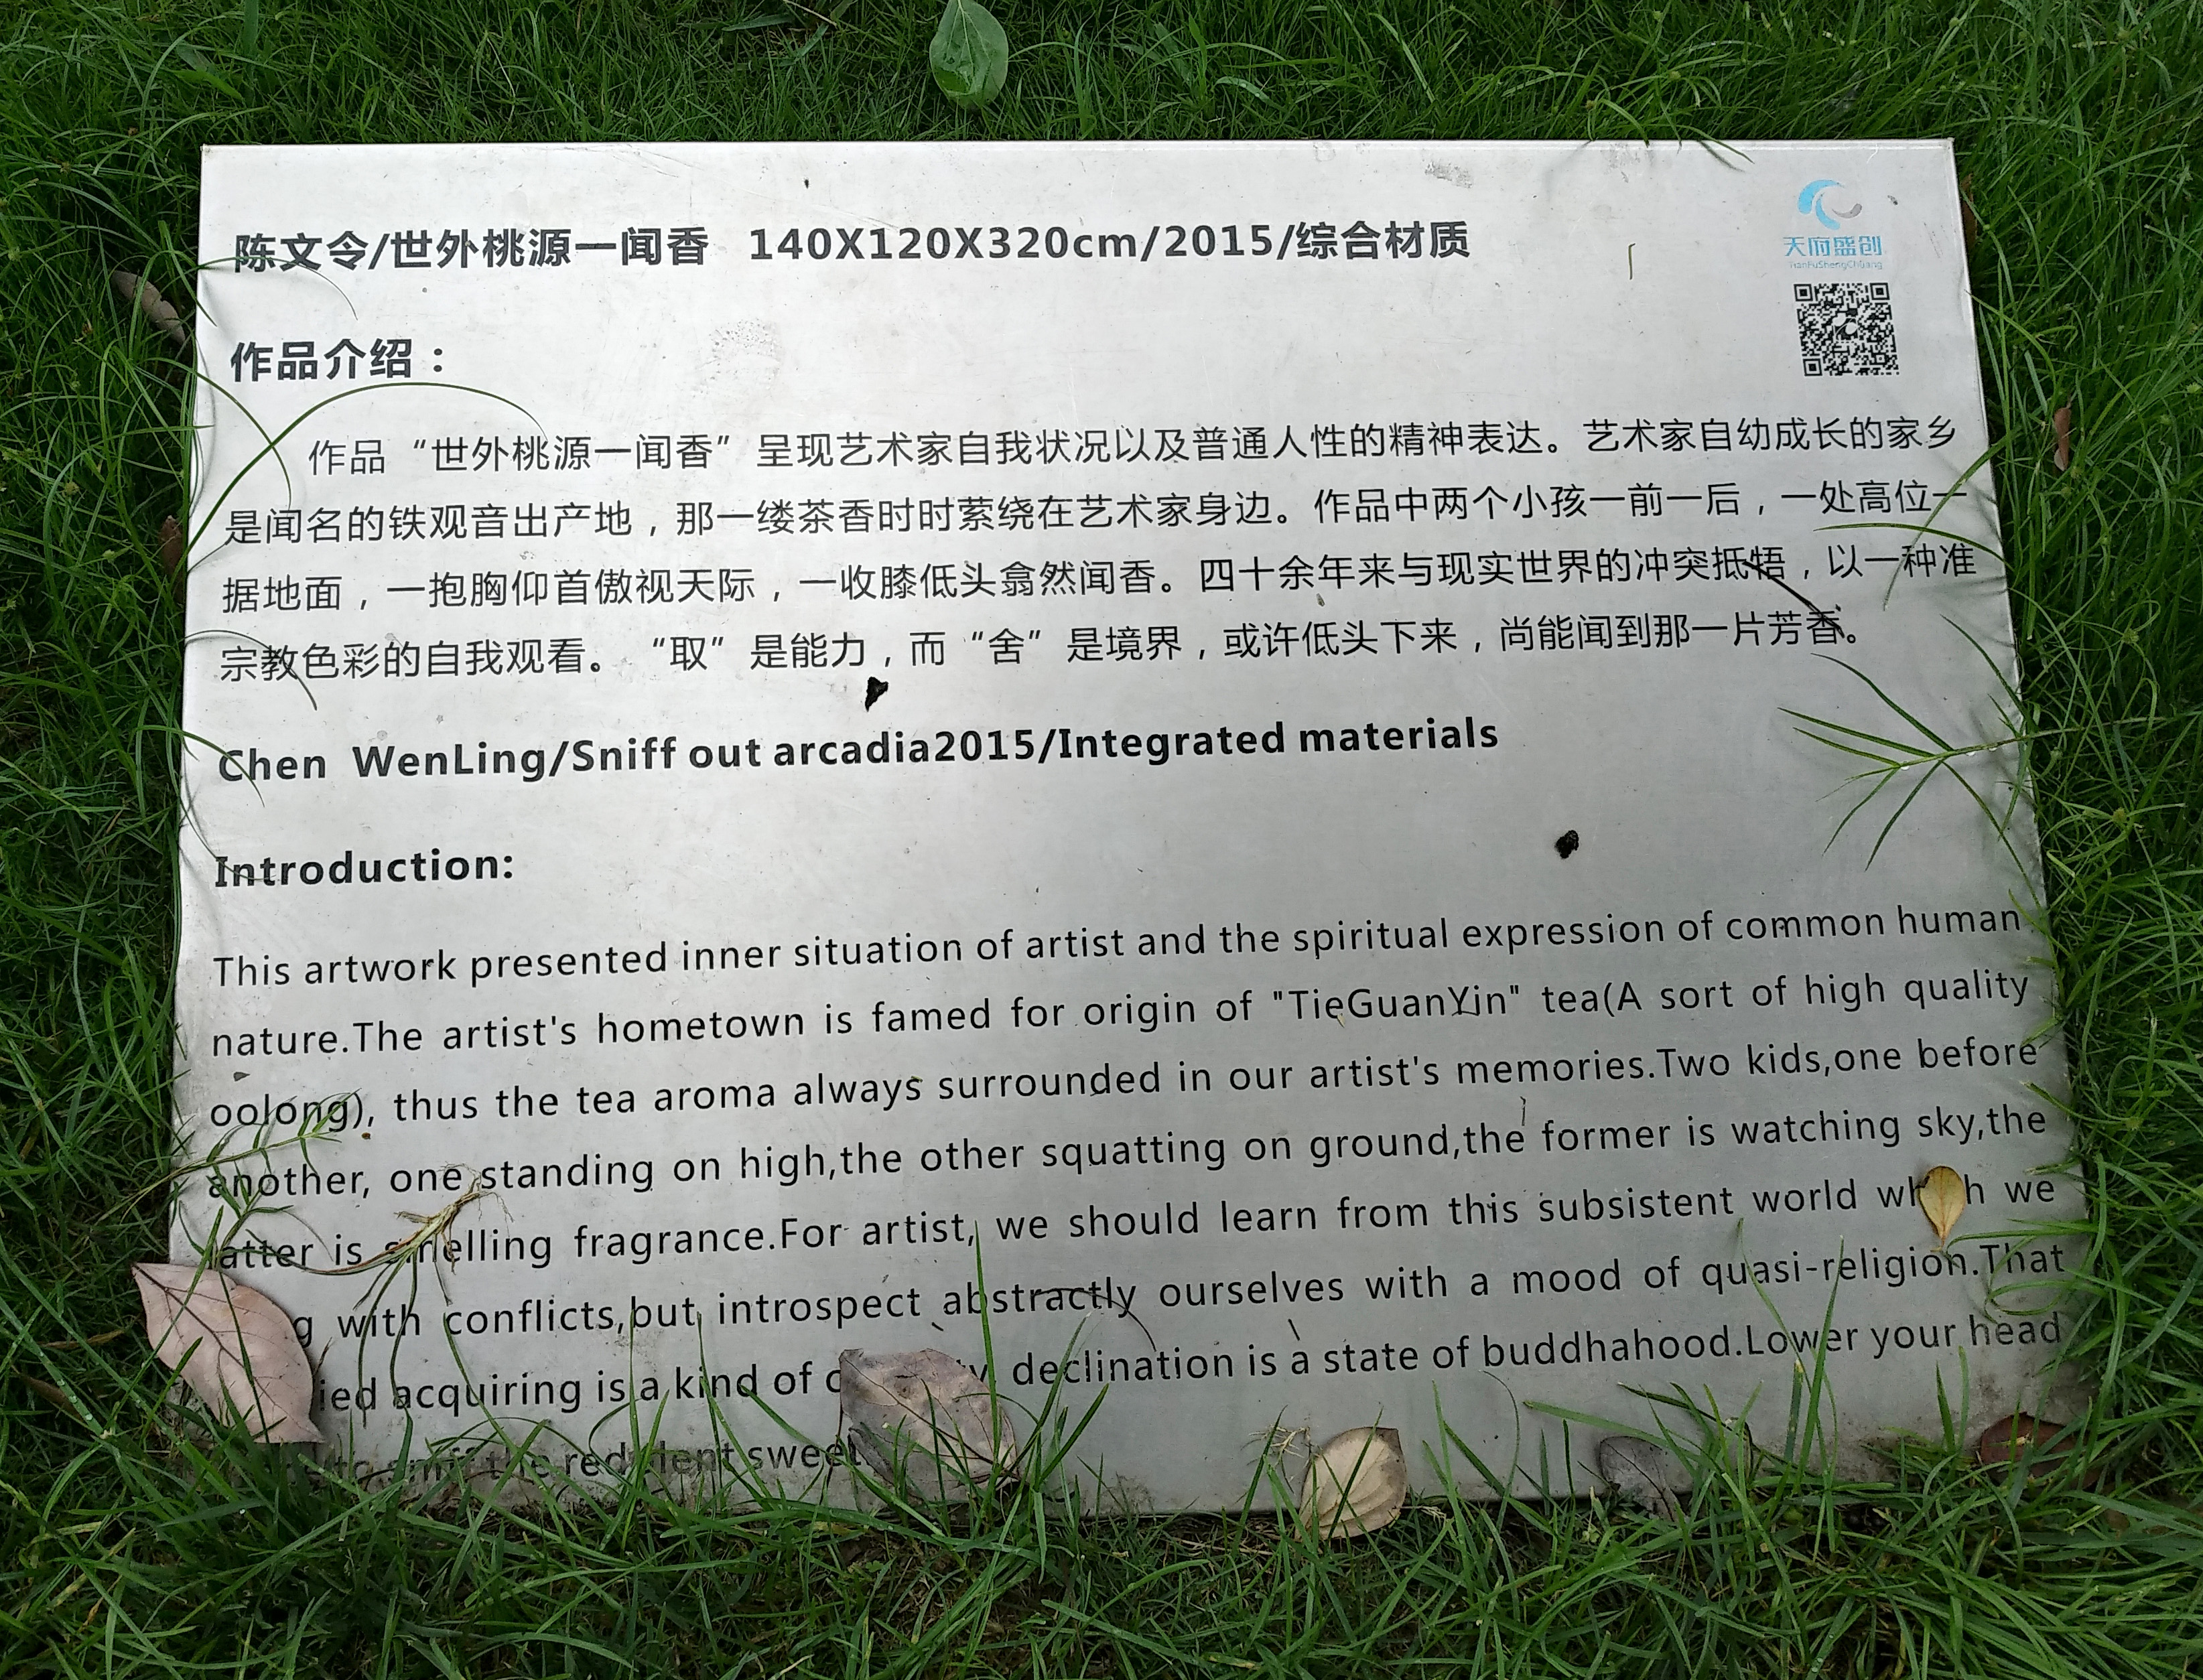 陈文令/世外桃源一闻香 140X120X320cm/2015/综合材质
天府盛创
TianFuShengChuang
作品介绍：
作品“世外桃源一闻香”呈现艺术家自我状况以及普通人性的精神表达。艺术家自幼成长的家乡
是闻名的铁观音出产地，那一缕茶香时时萦绕在艺术家身边。作品中两个小孩一前一后，一处高位一
据地面，一抱胸仰首傲视天际，一收膝低头翕然闻香。四十余年来与现实世界的冲突抵牾，以一种准
宗教色彩的自我观看。“取”是能力，而“舍”是境界，或许低头下来，尚能闻到那一片芳香。
Chen WenLing/Sniff out arcadia2015/Integrated materials
Introduction:
This artwork presented inner situation of artist and the spiritual expression of common human
nature.The artist's hometown is famed for origin of "TieGuanYin" tea(A sort of high quality
oolong), thus the tea aroma always surrounded in our artist's memories.Two kids,one before
another, one standing on high,the other squatting on ground,the former is watching sky,the
latter is smelling fragrance.For artist, we should learn from this subsistent world which we
with conflicts,but introspect abstractly ourselves with a mood of quasi-religion.That
acquiring is a kind of declination is a state of buddhahood.Lower your head
to sniff the redolent sweet